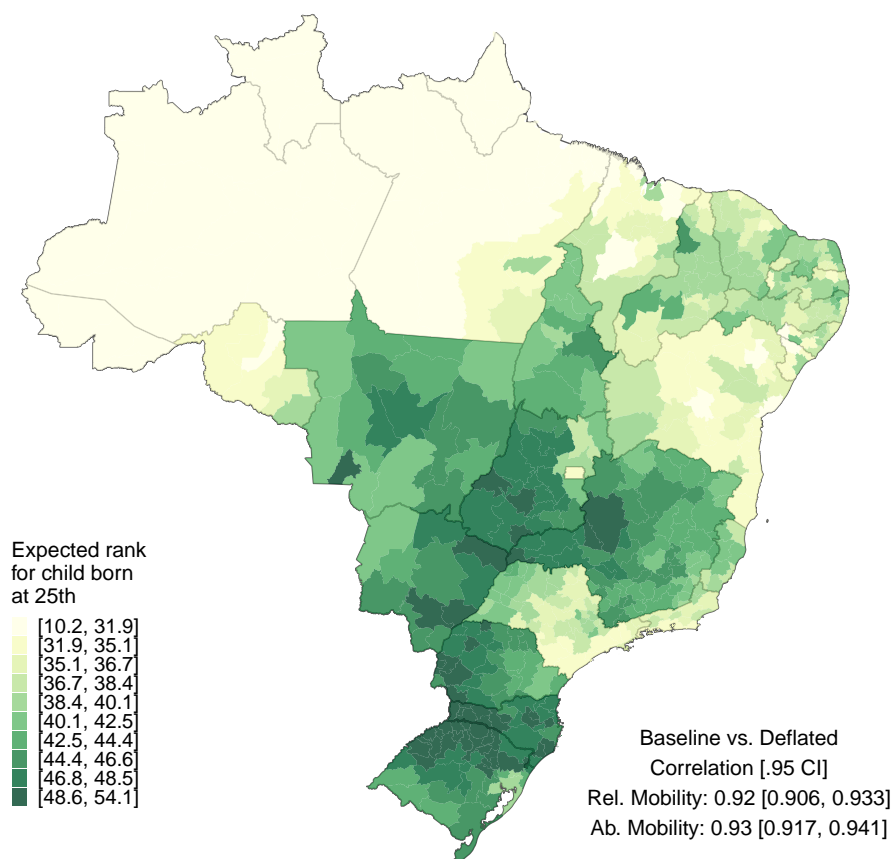 Expected rank
for child born
at 25th
[10.2, 31.9]
[31.9, 35.1]
[35.1, 36.7]
[36.7, 38.4]
[38.4, 40.1]
[40.1, 42.5]
[42.5, 44.4]
[44.4, 46.6]
[46.8, 48.5]
[48.6, 54.1]
Baseline vs. Deflated
Correlation [.95 CI]
Rel. Mobility: 0.92 [0.906, 0.933]
Ab. Mobility: 0.93 [0.917, 0.941]